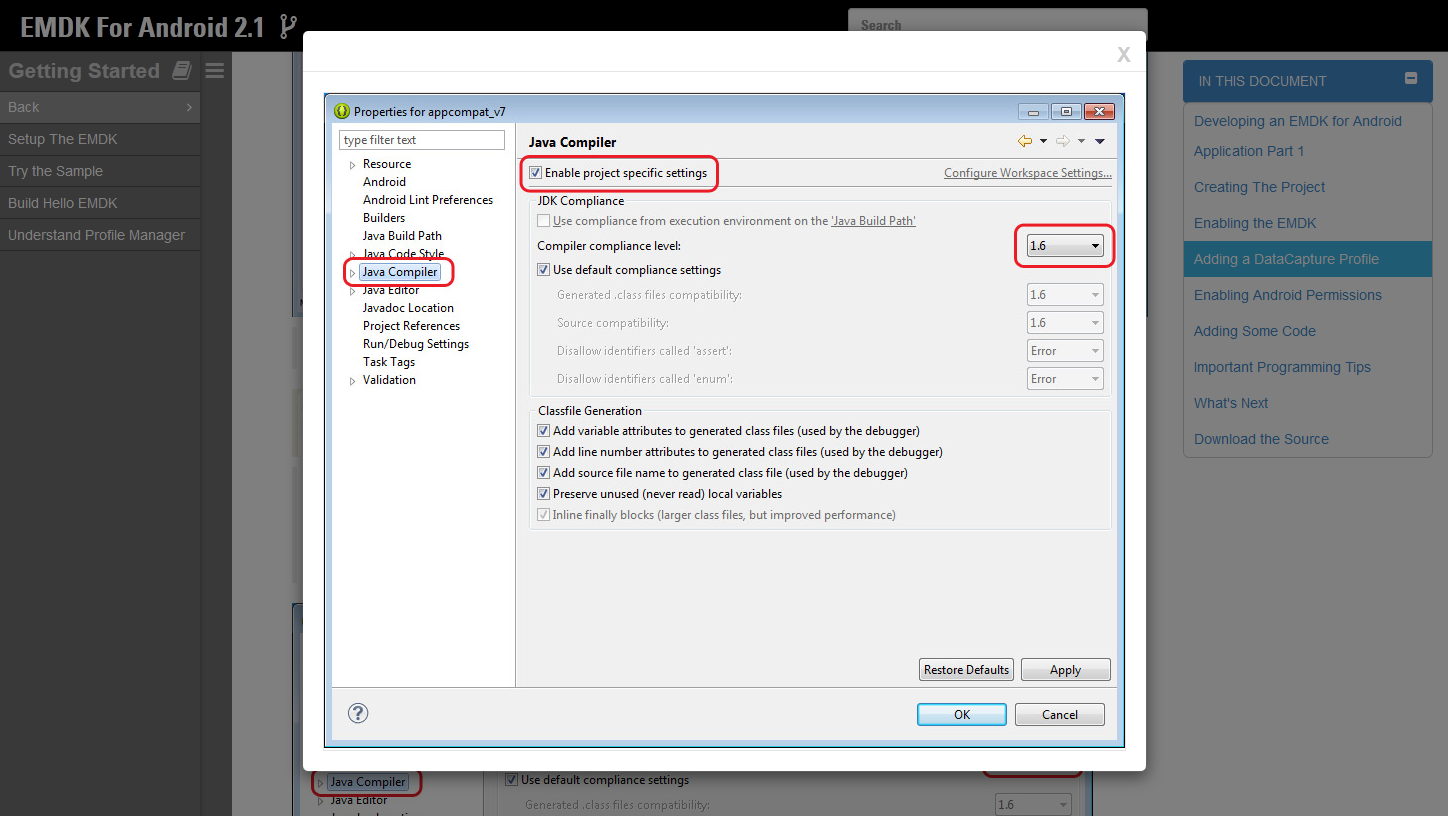 EMDK For Android 2.1
Search
Getting Started
Back
Setup The EMDK
Try the Sample
Build Hello EMDK
Understand Profile Manager
X
Properties for appcompat_v7
type filter text
Resource
Android
Android Lint Preferences
Builders
Java Build Path
Java Code Style
Java Compiler
Java Editor
Javadoc Location
Project References
Run/Debug Settings
Task Tags
Validation
Java Compiler
Enable project specific settings
Configure Workspace Settings...
JDK Compliance
Use compliance from execution environment on the 'Java Build Path'
Compiler compliance level: 1.6
Use default compliance settings
Generated .class files compatibility: 1.6
Source compatibility: 1.6
Disallow identifiers called 'assert': Error
Disallow identifiers called 'enum': Error
Classfile Generation
Add variable attributes to generated class files (used by the debugger)
Add line number attributes to generated class files (used by the debugger)
Add source file name to generated class file (used by the debugger)
Preserve unused (never read) local variables
Inline finally blocks (larger class files, but improved performance)
Restore Defaults
Apply
?
OK
Cancel
IN THIS DOCUMENT
Developing an EMDK for Android
Application Part 1
Creating The Project
Enabling the EMDK
Adding a DataCapture Profile
Enabling Android Permissions
Adding Some Code
Important Programming Tips
What's Next
Download the Source
Java Compiler
Java Editor
Use default compliance settings
Generated .class files compatibility: 1.6